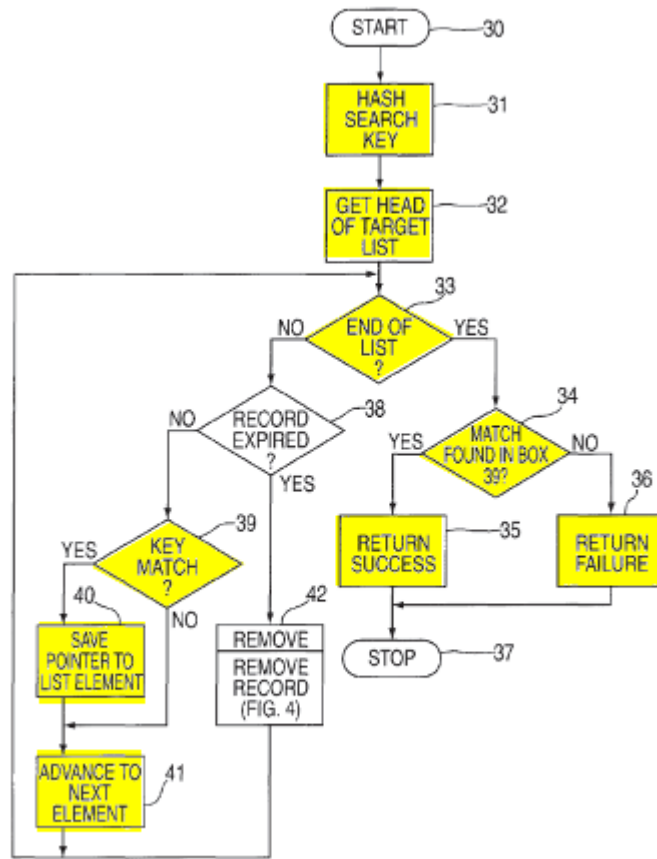 START
30
HASH
SEARCH
KEY
31
GET HEAD
OF TARGET
LIST
32
33
NO
END OF
LIST
?
YES
38
NO
RECORD
EXPIRED
?
YES
34
YES
MATCH
FOUND IN BOX
39?
NO
39
YES
KEY
MATCH
?
NO
35
RETURN
SUCCESS
36
RETURN
FAILURE
40
SAVE
POINTER TO
LIST ELEMENT
42
REMOVE
REMOVE
RECORD
(FIG. 4)
STOP
37
ADVANCE TO
NEXT
ELEMENT
41